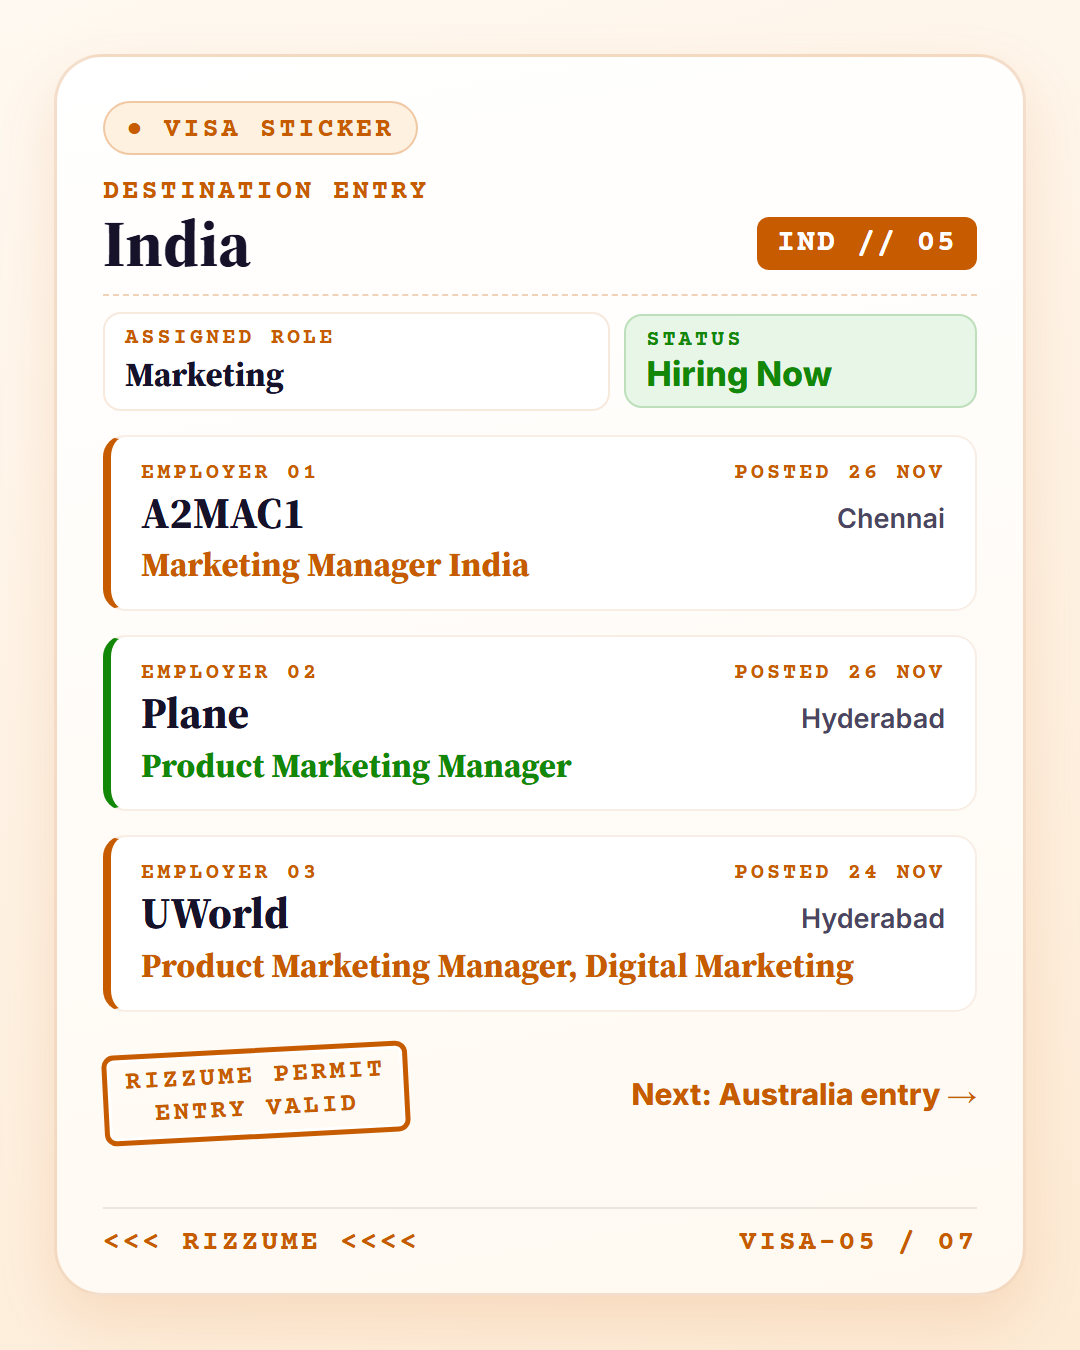 ● VISA STICKER
DESTINATION ENTRY
India
IND // 05
ASSIGNED ROLE
Marketing
STATUS
Hiring Now
EMPLOYER 01
POSTED 26 NOV
A2MAC1
Chennai
Marketing Manager India
EMPLOYER 02
POSTED 26 NOV
Plane
Hyderabad
Product Marketing Manager
EMPLOYER 03
POSTED 24 NOV
UWorld
Hyderabad
Product Marketing Manager, Digital Marketing
RIZZUME PERMIT
ENTRY VALID
Next: Australia entry →
<<< RIZZUME <<<<
VISA-05 / 07